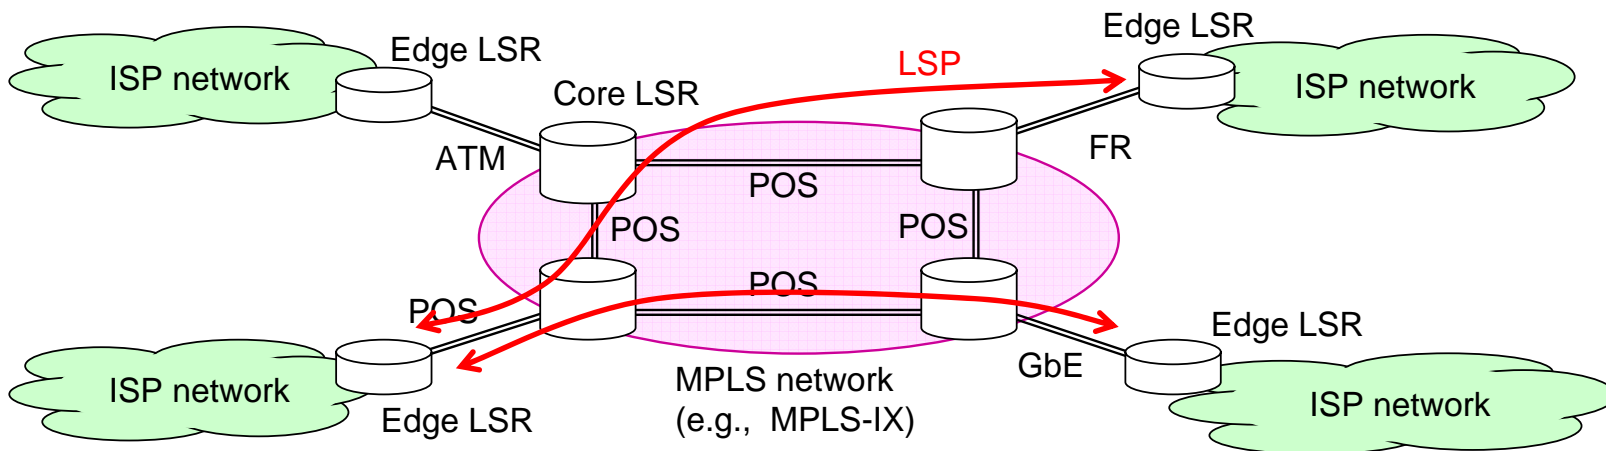 Edge LSR
Edge LSR
ISP network
LSP
ISP network
Core LSR
ATM
FR
POS
POS
POS
POS
POS
Edge LSR
ISP network
MPLS network
GbE
(e.g., MPLS-IX)
Edge LSR
ISP network